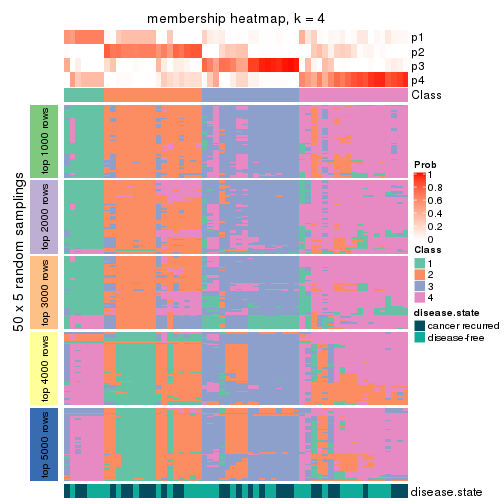 membership heatmap, k = 4
p1
p2
p3
p4
Class
50 x 5 random samplings
top 1000 rows
top 2000 rows
top 3000 rows
top 4000 rows
top 5000 rows
disease.state
Prob
1
0.8
0.6
0.4
0.2
0
Class
1
2
3
4
disease.state
cancer recurred
disease-free